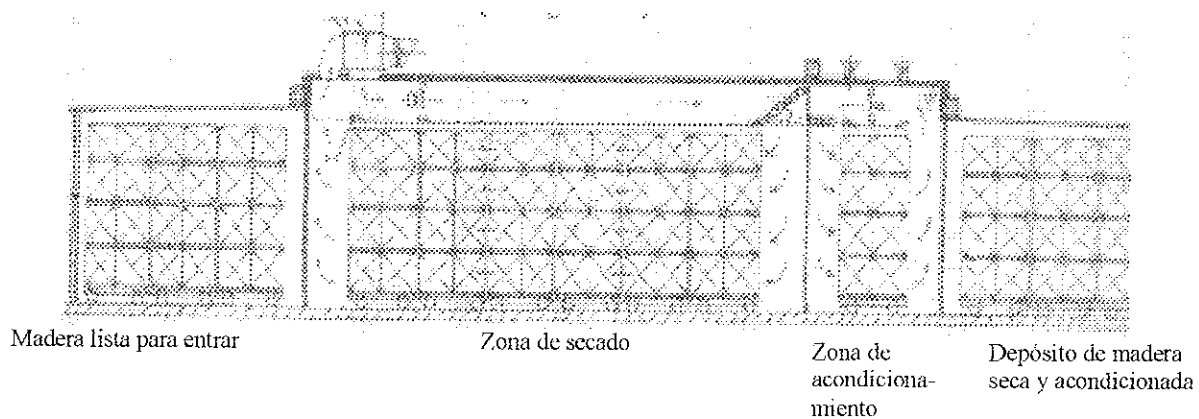 Madera lista para entrar
Zona de secado
Zona de
acondiciona-
miento
Depósito de madera
seca y acondicionada